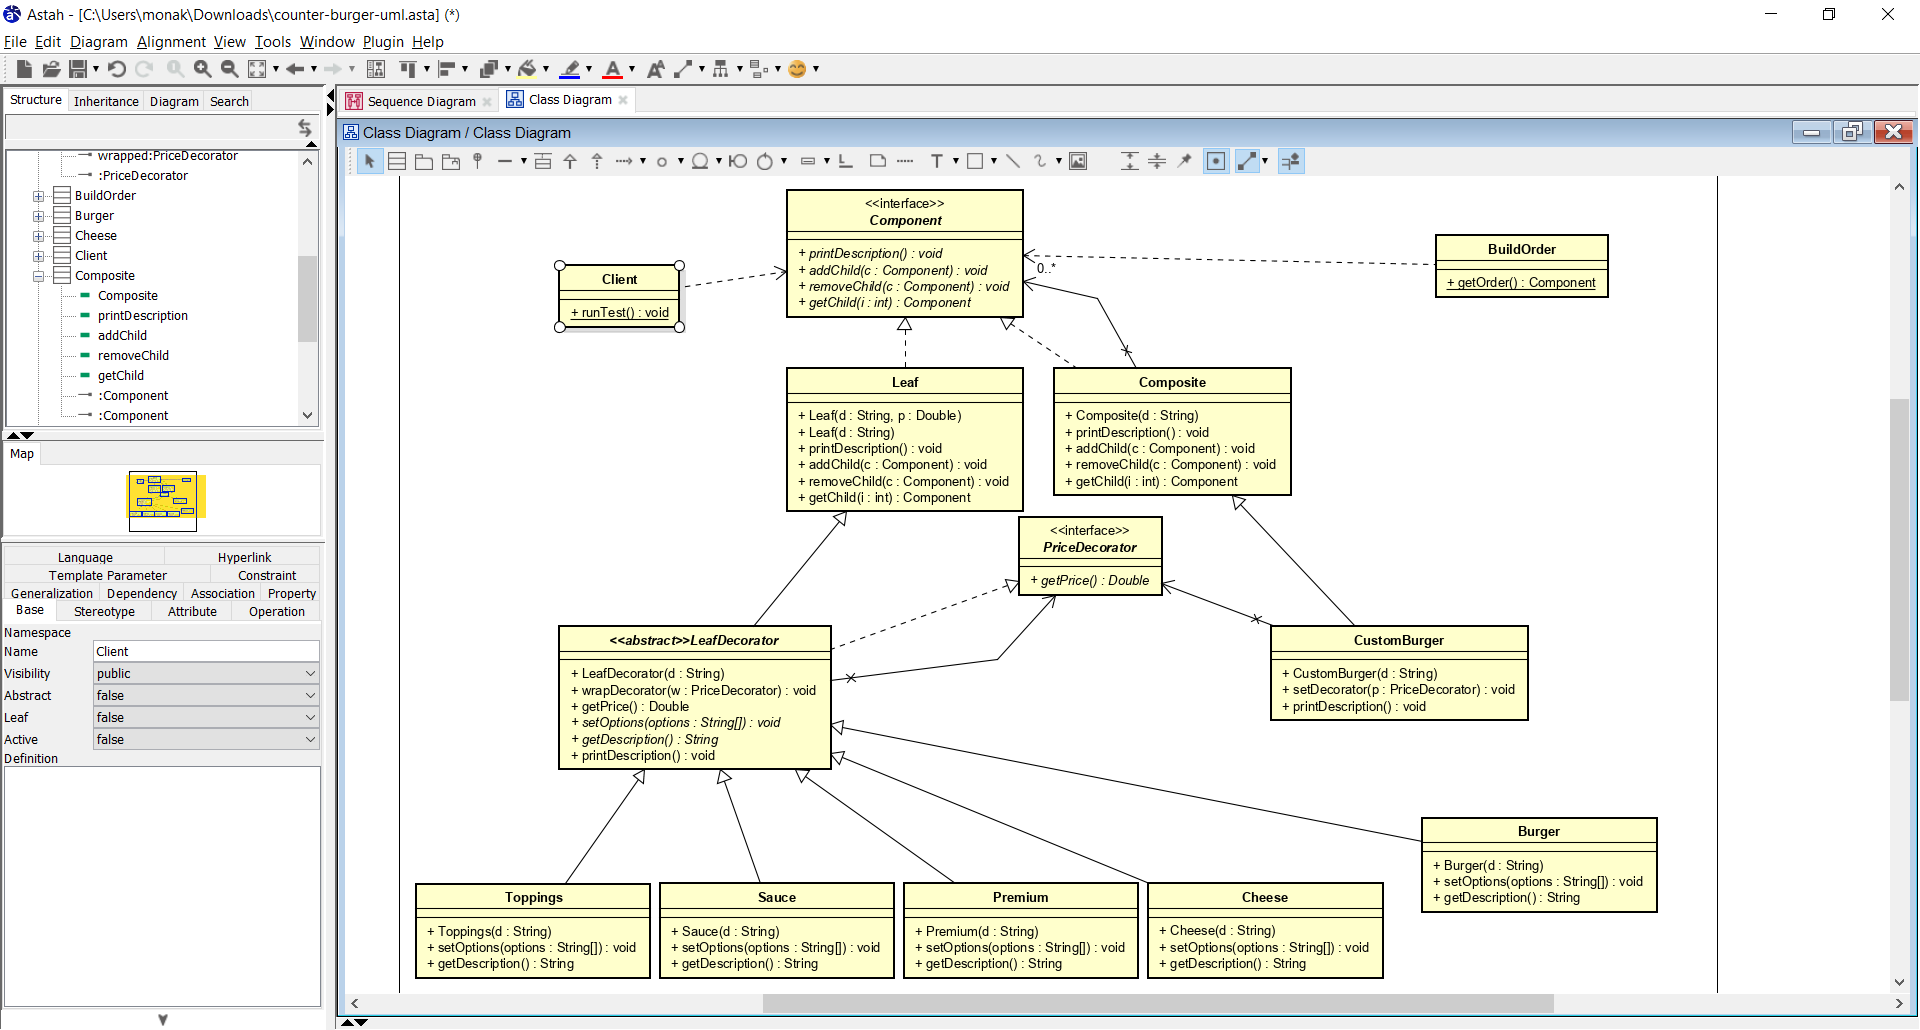 Astah - [C:\Users\monak\Downloads\counter-burger-uml.asta] (*)
File Edit Diagram Alignment View Tools Window Plugin Help
Structure Inheritance Diagram Search
wrapped:PriceDecorator
:PriceDecorator
BuildOrder
Burger
Cheese
Client
Composite
Composite
printDescription
addChild
removeChild
getChild
:Component
:Component
Map
Language Hyperlink
Template Parameter Constraint
Generalization Dependency Association Property
Base Stereotype Attribute Operation
Namespace
Name Client
Visibility public
Abstract false
Leaf false
Active false
Definition
Sequence Diagram Class Diagram
Class Diagram / Class Diagram
<<interface>>
Component
+ printDescription() : void
+ addChild(c : Component) : void
+ removeChild(c : Component) : void
+ getChild(i : int) : Component
Client
+ runTest() : void
0..*
BuildOrder
+ getOrder() : Component
Leaf
+ Leaf(d : String, p : Double)
+ Leaf(d : String)
+ printDescription() : void
+ addChild(c : Component) : void
+ removeChild(c : Component) : void
+ getChild(i : int) : Component
Composite
+ Composite(d : String)
+ printDescription() : void
+ addChild(c : Component) : void
+ removeChild(c : Component) : void
+ getChild(i : int) : Component
<<interface>>
PriceDecorator
+ getPrice() : Double
<<abstract>>LeafDecorator
+ LeafDecorator(d : String)
+ wrapDecorator(w : PriceDecorator) : void
+ getPrice() : Double
+ setOptions(options : String[]) : void
+ getDescription() : String
+ printDescription() : void
CustomBurger
+ CustomBurger(d : String)
+ setDecorator(p : PriceDecorator) : void
+ printDescription() : void
Burger
+ Burger(d : String)
+ setOptions(options : String[]) : void
+ getDescription() : String
Toppings
+ Toppings(d : String)
+ setOptions(options : String[]) : void
+ getDescription() : String
Sauce
+ Sauce(d : String)
+ setOptions(options : String[]) : void
+ getDescription() : String
Premium
+ Premium(d : String)
+ setOptions(options : String[]) : void
+ getDescription() : String
Cheese
+ Cheese(d : String)
+ setOptions(options : String[]) : void
+ getDescription() : String